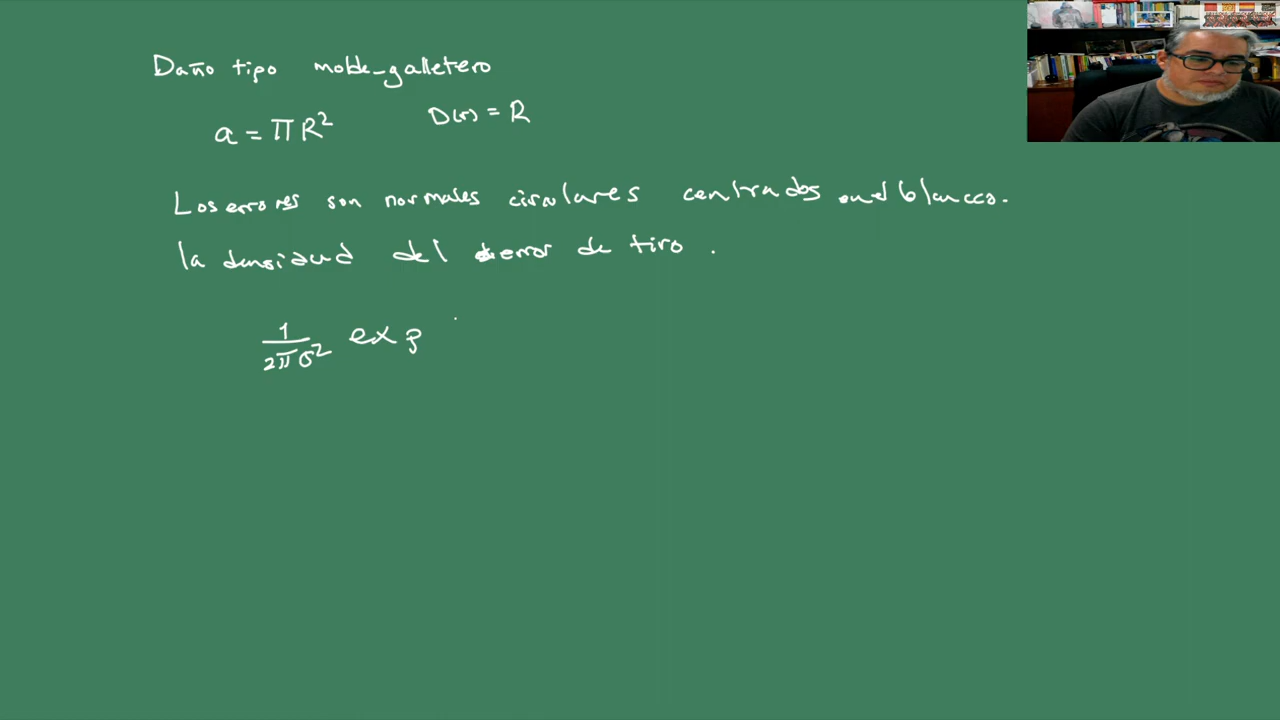 Daño tipo molde-galletero
a = πR² D(r) = R
Los errores son normales circulares centrados en el blanco.
la densidad del error de tiro.
1/2πσ² exp